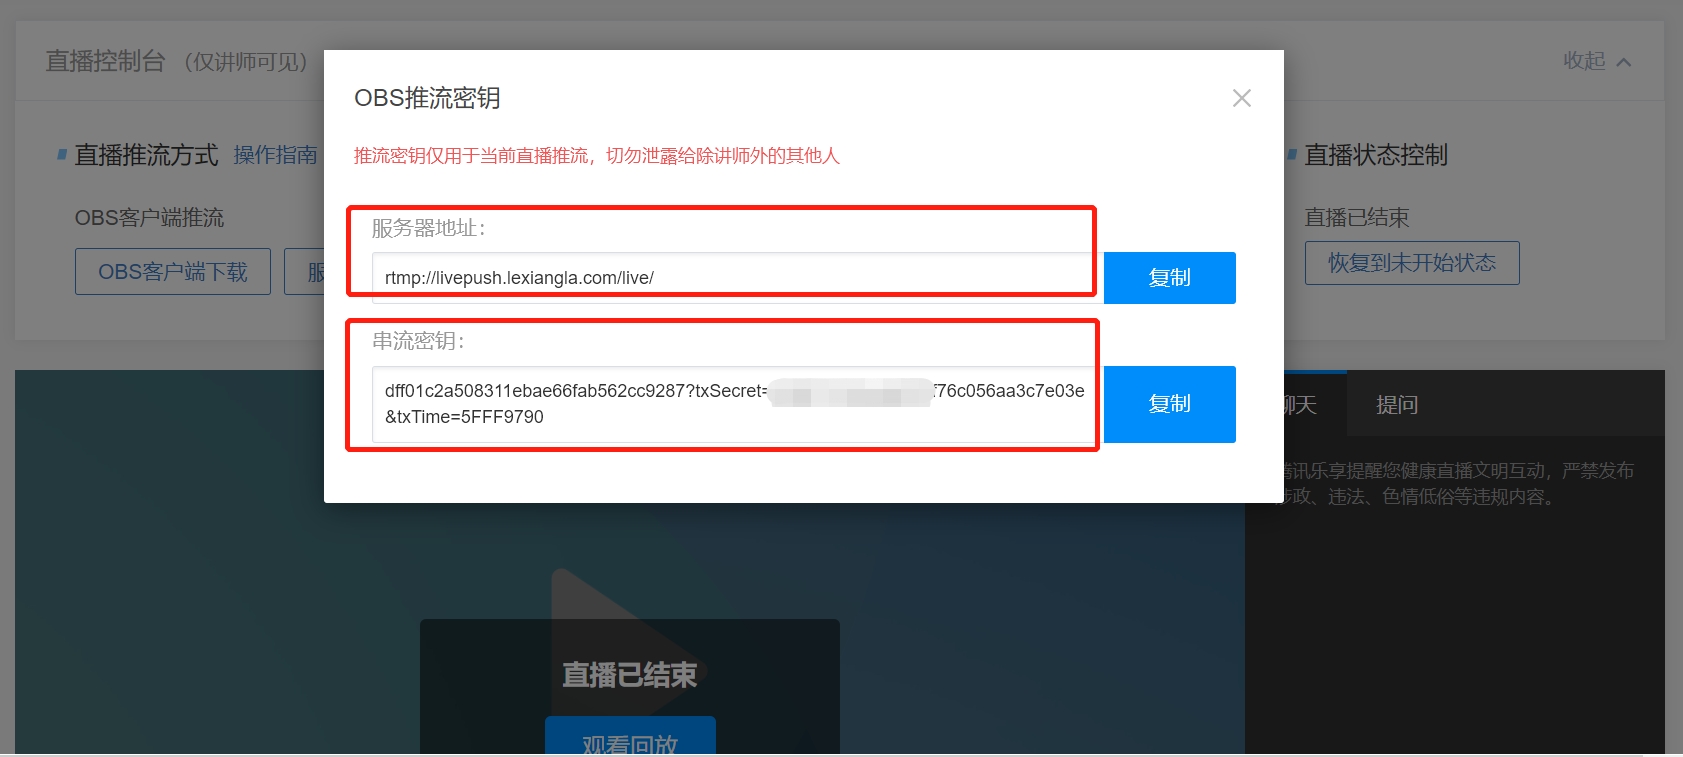 直播控制台 （仅讲师可见）
收起
OBS推流密钥
推流密钥仅用于当前直播推流，切勿泄露给除讲师外的其他人
直播推流方式 操作指南
直播状态控制
OBS客户端推流
直播已结束
OBS客户端下载
服
恢复到未开始状态
服务器地址：
rtmp://livepush.lexiangla.com/live/
复制
串流密钥：
dff01c2a508311ebae66fab562cc9287?txSecret= f76c056aa3c7e03e
&txTime=5FFF9790
复制
聊天 提问
腾讯乐享提醒您健康直播文明互动，严禁发布
涉政、违法、色情低俗等违规内容。
直播已结束
观看回放